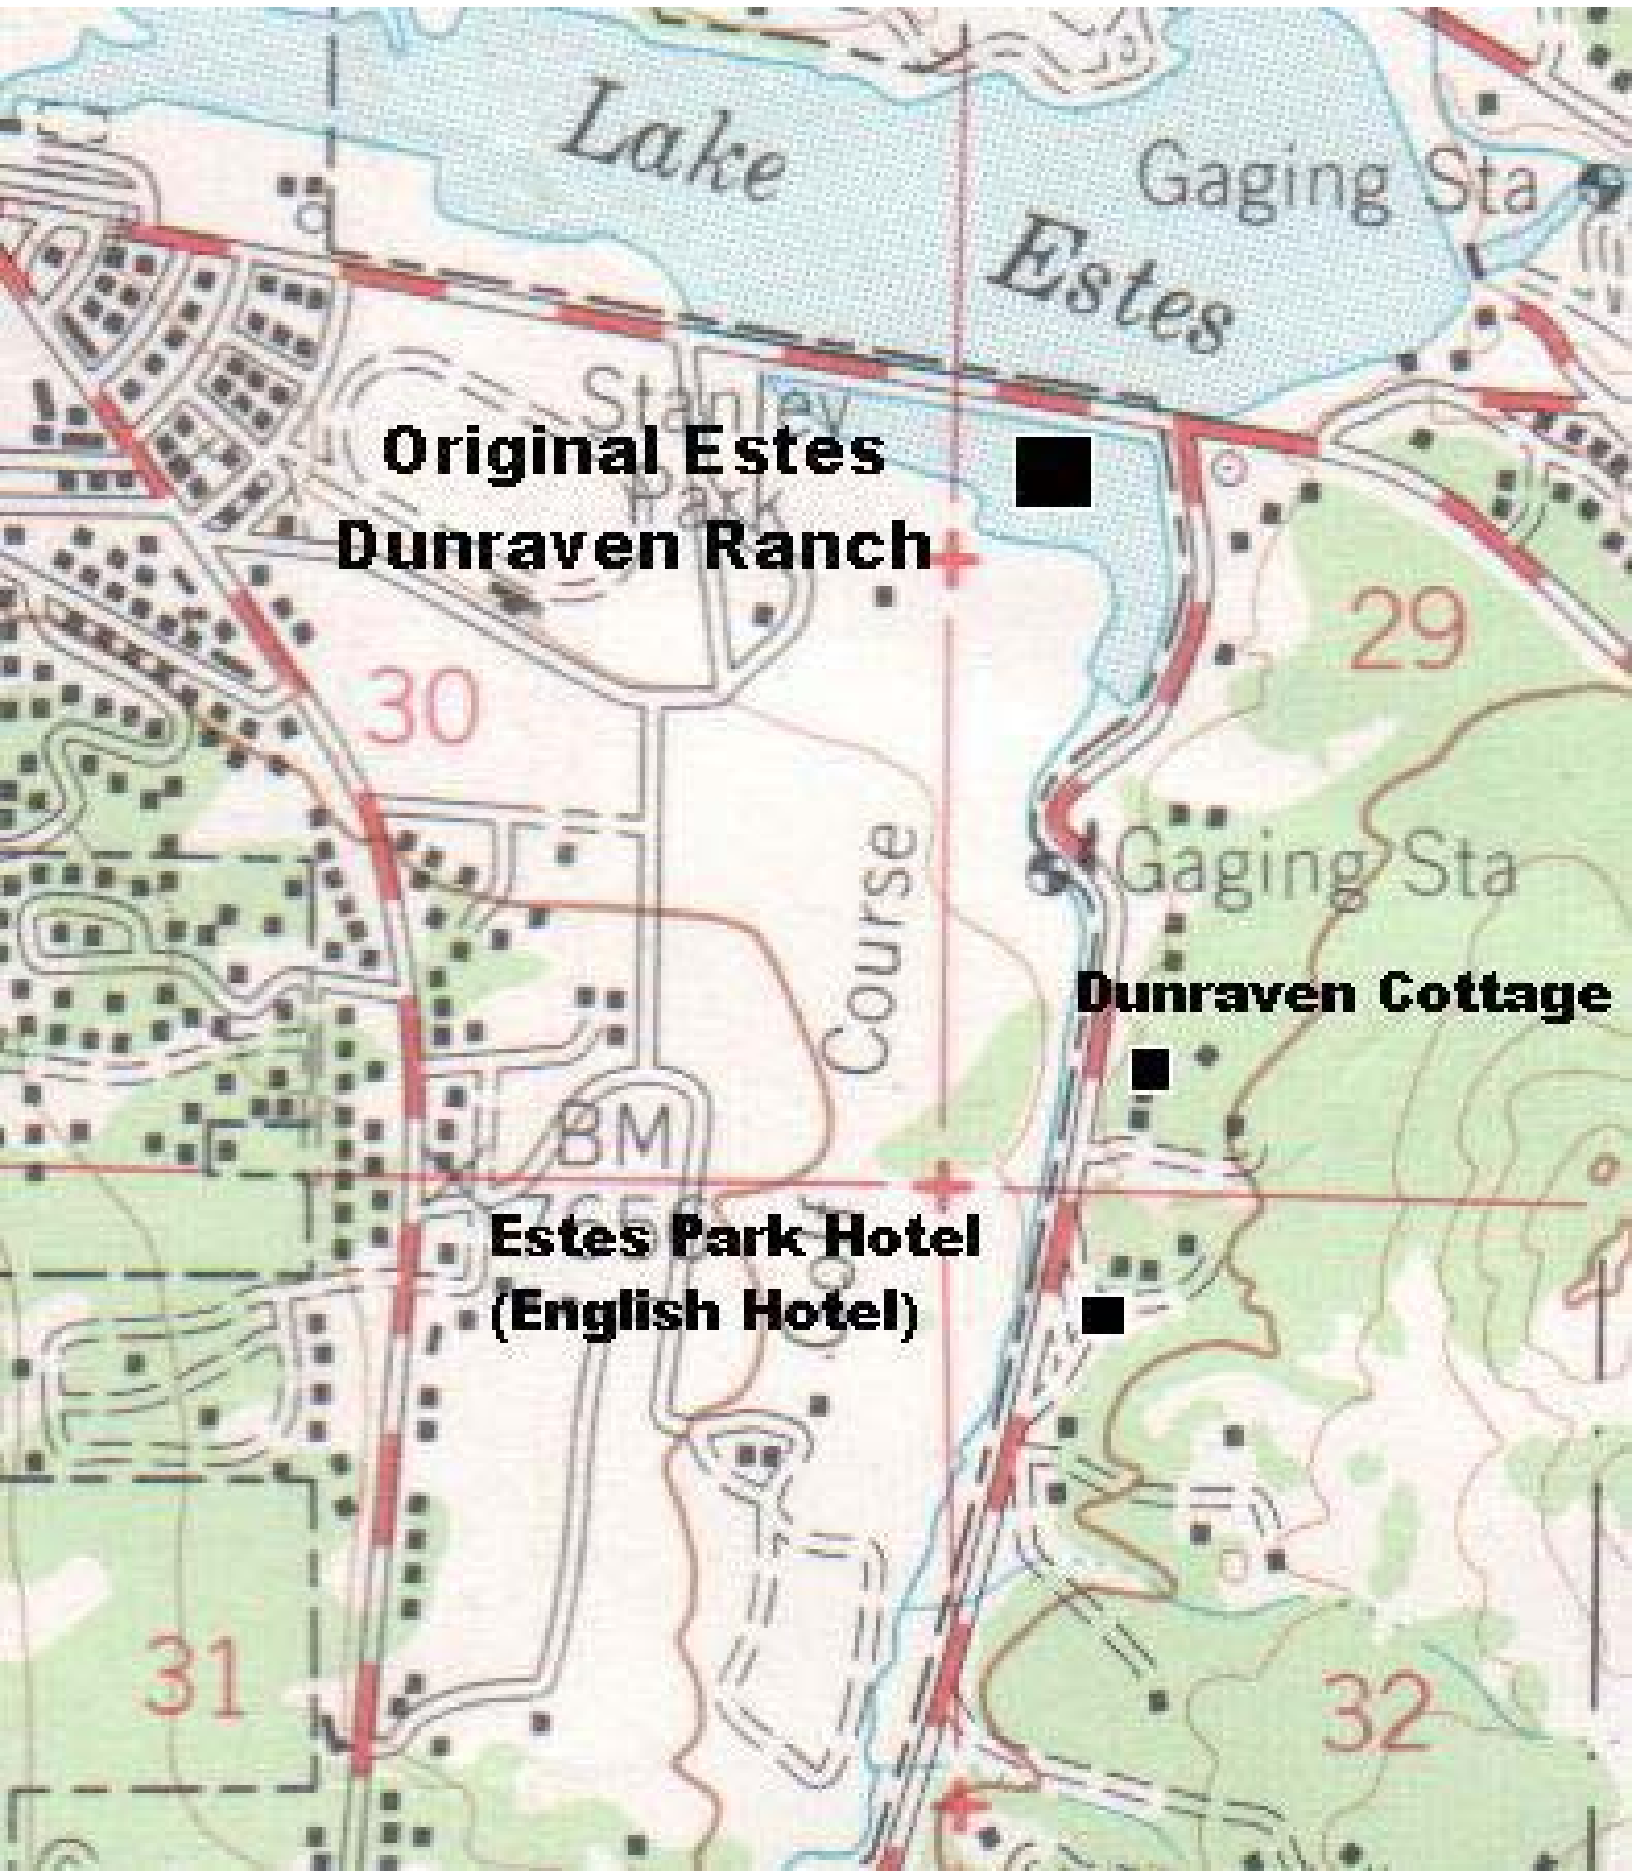 Lake
Estes
Gaging Sta
Stanley
Park
Original Estes
Dunraven Ranch
29
30
Gaging Sta
Course
Dunraven Cottage
BM
Estes Park Hotel
(English Hotel)
Golf
31
32